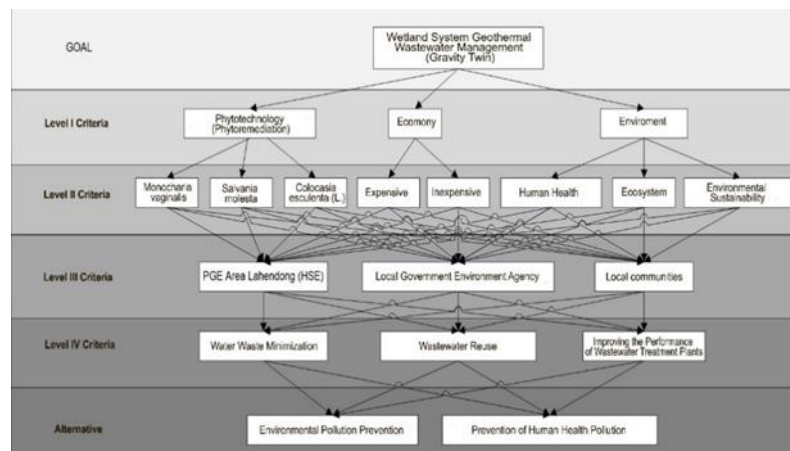 GOAL
Wetland System Geothermal
Wastewater Management
(Gravity Twin)
Level I Criteria
Phytotechnology
(Phytoremediation)
Ecomony
Enviroment
Level II Criteria
Monocharia
vaginalis
Salvania
molesta
Colocasia
esculenta (L.)
Expensive
Inexpensive
Human Health
Ecosystem
Environmental
Sustainability
Level III Criteria
PGE Area Lahendong (HSE)
Local Government Environment Agency
Local communities
Level IV Criteria
Water Waste Minimization
Wastewater Reuse
Improving the Performance
of Wastewater Treatment Plants
Alternative
Environmental Pollution Prevention
Prevention of Human Health Pollution